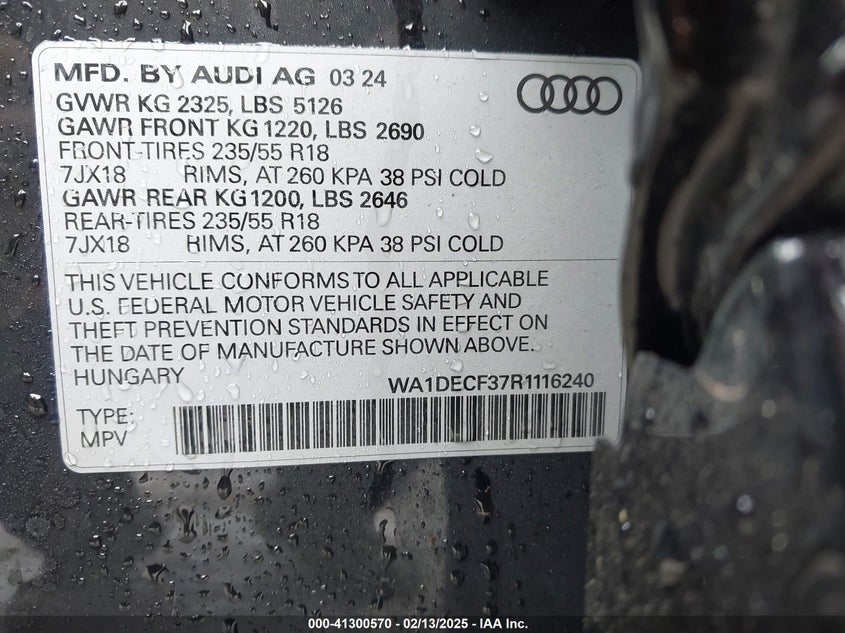 MFD. BY AUDI AG 03 24
GVWR KG 2325, LBS 5126
GAWR FRONT KG 1220, LBS 2690
FRONT-TIRES 235/55 R18
7JX18 RIMS, AT 260 KPA 38 PSI COLD
GAWR REAR KG 1200, LBS 2646
REAR-TIRES 235/55 R18
7JX18 RIMS, AT 260 KPA 38 PSI COLD
THIS VEHICLE CONFORMS TO ALL APPLICABLE
U.S. FEDERAL MOTOR VEHICLE SAFETY AND
THEFT PREVENTION STANDARDS IN EFFECT ON
THE DATE OF MANUFACTURE SHOWN ABOVE.
HUNGARY WA1DECF37R1116240
TYPE:
MPV
000-41300570 - 02/13/2025 - IAA Inc.